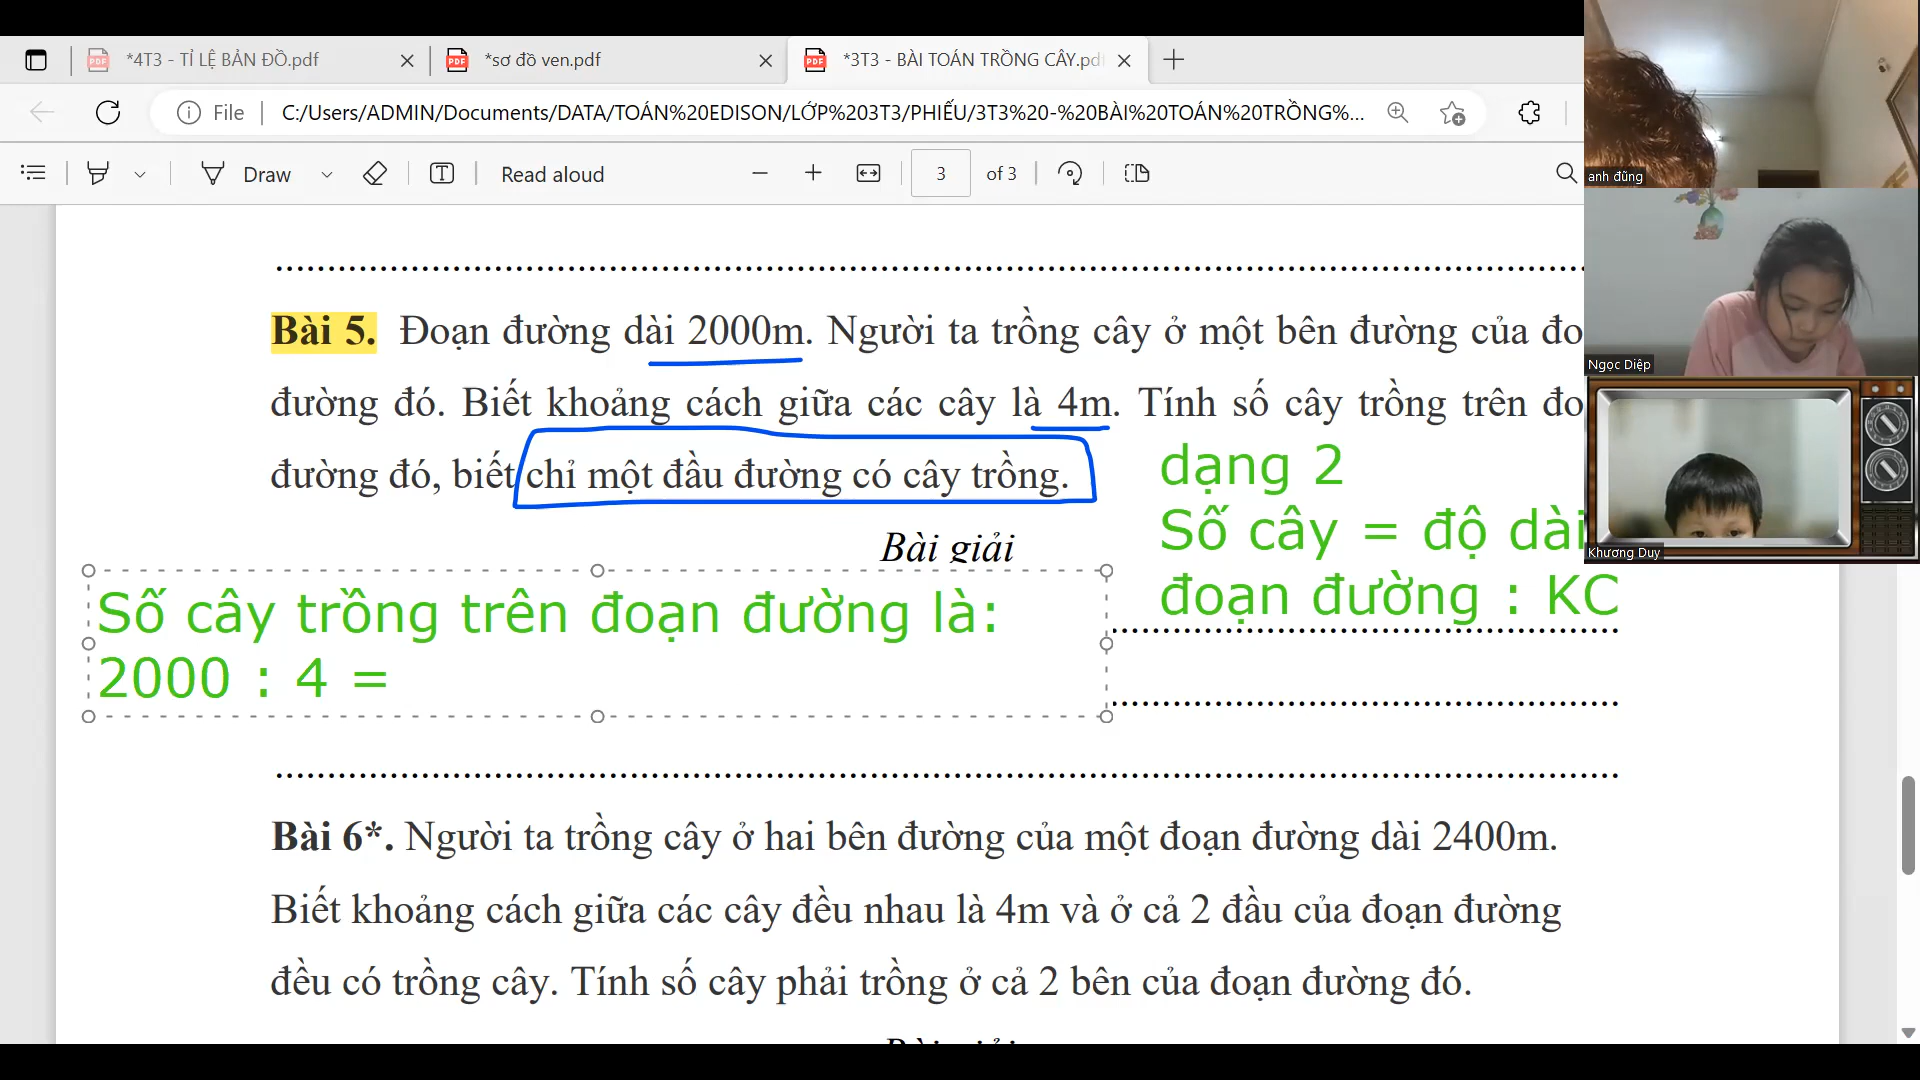 *4T3 - TỈ LỆ BẢN ĐỒ.pdf
*sơ đồ ven.pdf
*3T3 - BÀI TOÁN TRỒNG CÂY.pd
File
C:/Users/ADMIN/Documents/DATA/TOÁN%20EDISON/LỚP%203T3/PHIẾU/3T3%20-%20BÀI%20TOÁN%20TRỒNG%...
Draw
Read aloud
3
of 3
anh đũng
Ngọc Diệp
Khương Duy
Bài 5. Đoạn đường dài 2000m. Người ta trồng cây ở một bên đường của đo
đường đó. Biết khoảng cách giữa các cây là 4m. Tính số cây trồng trên đo
đường đó, biết chỉ một đầu đường có cây trồng.
dạng 2
Số cây = độ dài
đoạn đường : KC
Bài giải
Số cây trồng trên đoạn đường là:
2000 : 4 =
Bài 6*. Người ta trồng cây ở hai bên đường của một đoạn đường dài 2400m.
Biết khoảng cách giữa các cây đều nhau là 4m và ở cả 2 đầu của đoạn đường
đều có trồng cây. Tính số cây phải trồng ở cả 2 bên của đoạn đường đó.